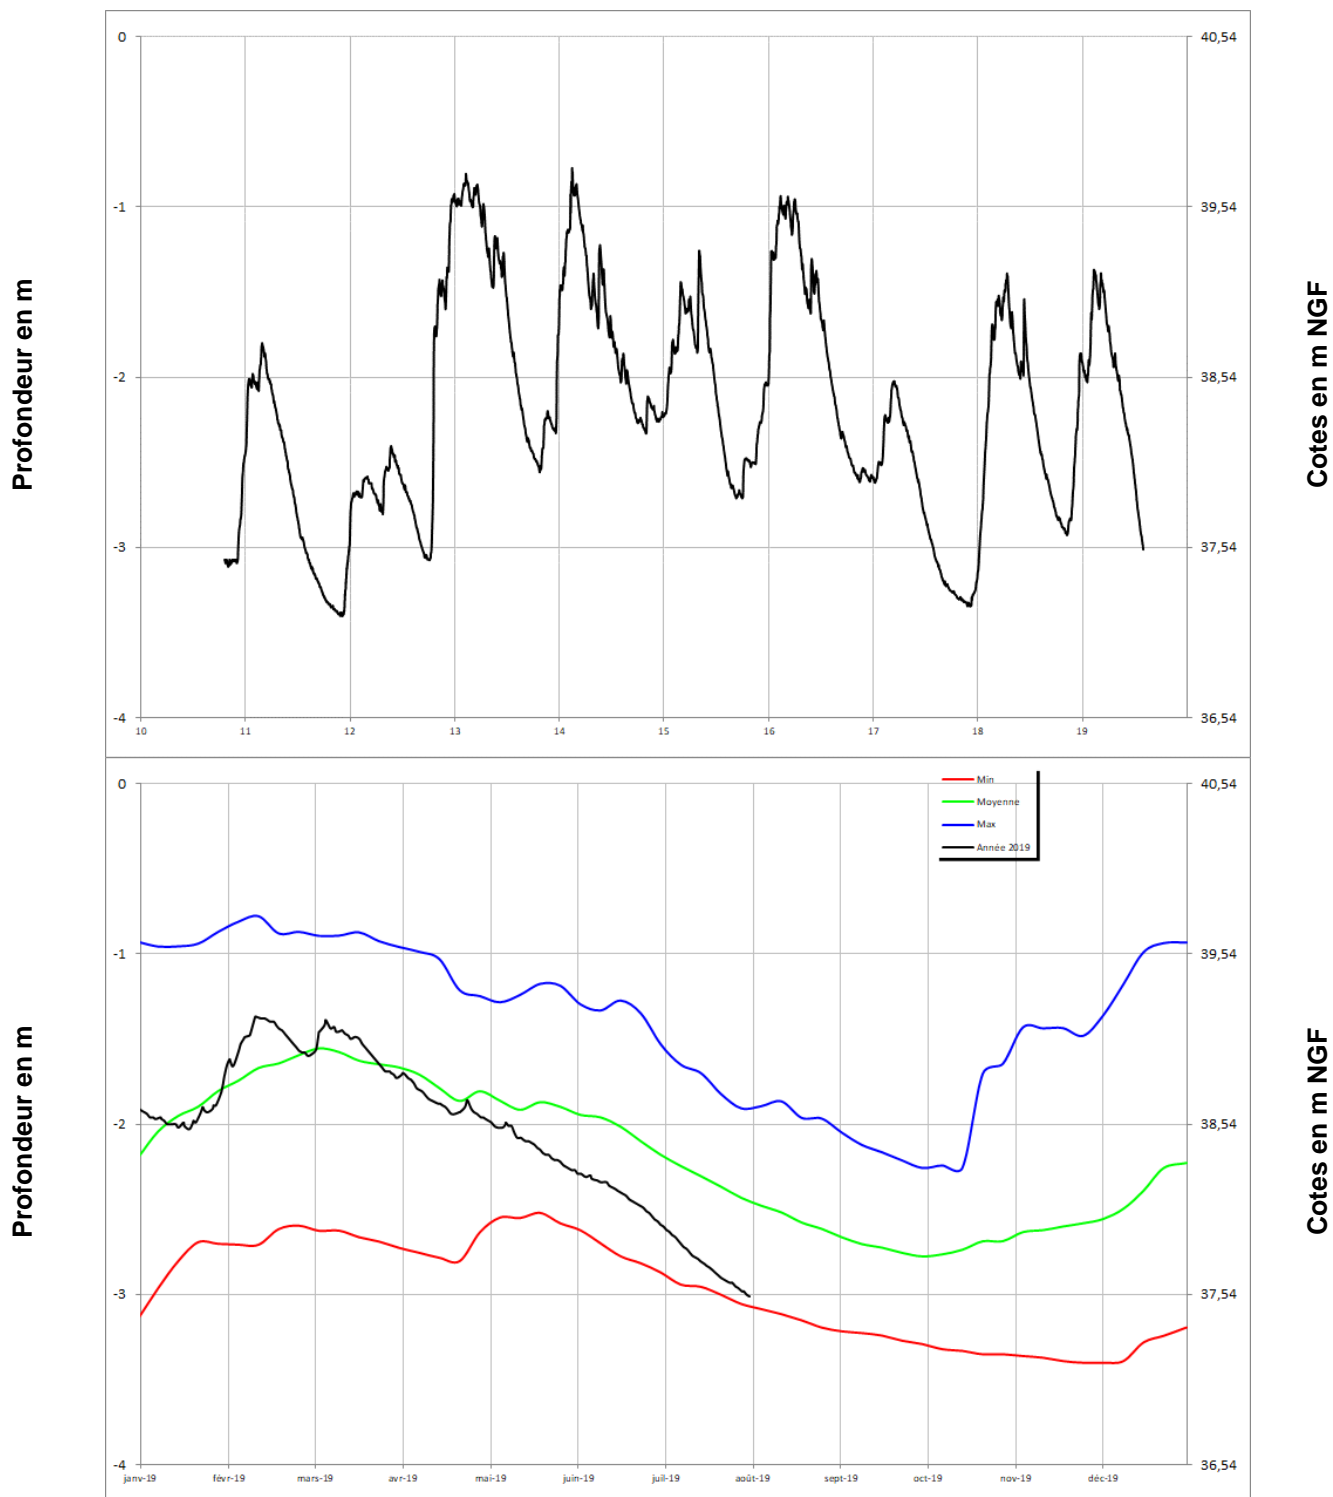 Profondeur en m
0
-1
-2
-3
-4
40,54
39,54
38,54
37,54
36,54
Cotes en m NGF
10 11 12 13 14 15 16 17 18 19
Profondeur en m
0
-1
-2
-3
-4
Min
Moyenne
Max
Année 2019
40,54
39,54
38,54
37,54
36,54
Cotes en m NGF
janv-19 févr-19 mars-19 avr-19 mai-19 juin-19 juil-19 août-19 sept-19 oct-19 nov-19 déc-19